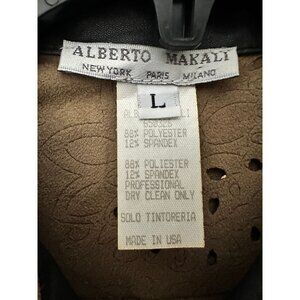 ALBERTO MAKALI
NEW YORK PARIS MILANO
L
88% POLYESTER
12% SPANDEX
88% POLIESTER
12% SPANDEX
PROFESSIONAL
DRY CLEAN ONLY
SOLO TINTORERIA
MADE IN USA